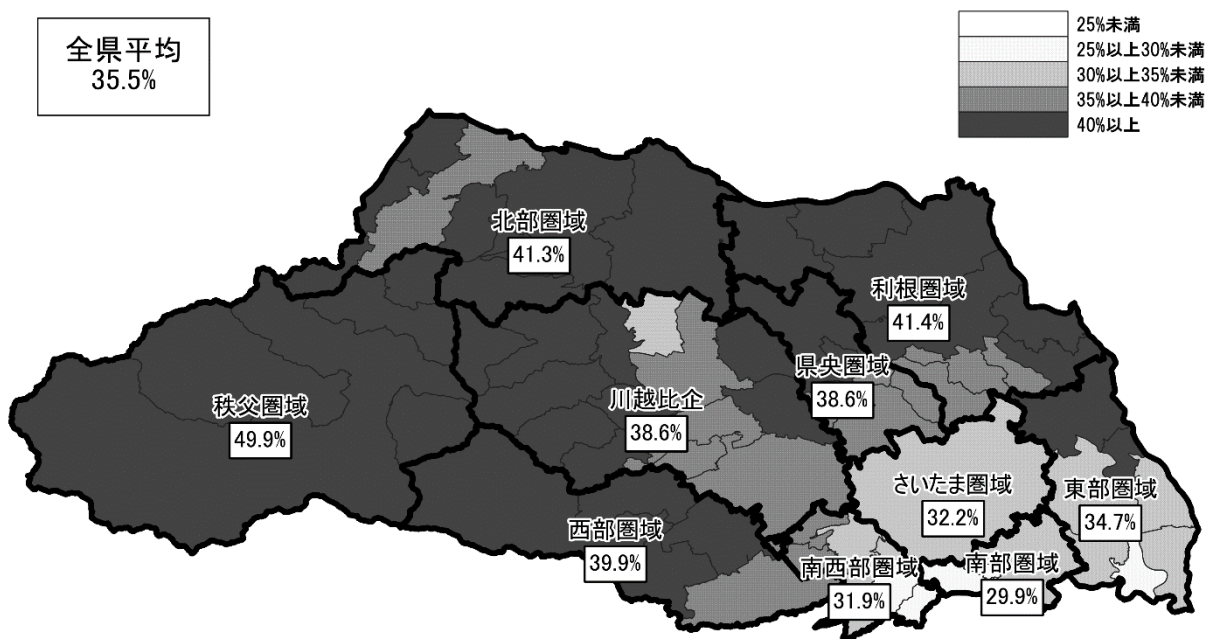 全県平均
35.5%
25%未満
25%以上30%未満
30%以上35%未満
35%以上40%未満
40%以上
北部圏域
41.3%
利根圏域
41.4%
県央圏域
38.6%
川越比企
38.6%
秩父圏域
49.9%
さいたま圏域
32.2%
東部圏域
34.7%
西部圏域
39.9%
南西部圏域
31.9%
南部圏域
29.9%